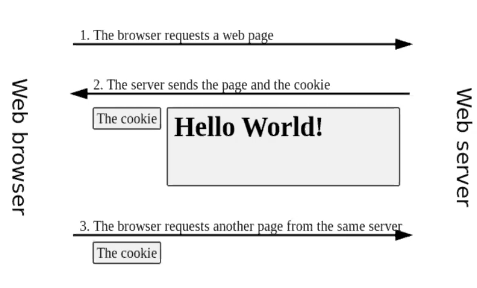 1. The browser requests a web page
2. The server sends the page and the cookie
The cookie
Hello World!
Web browser
Web server
3. The browser requests another page from the same server
The cookie